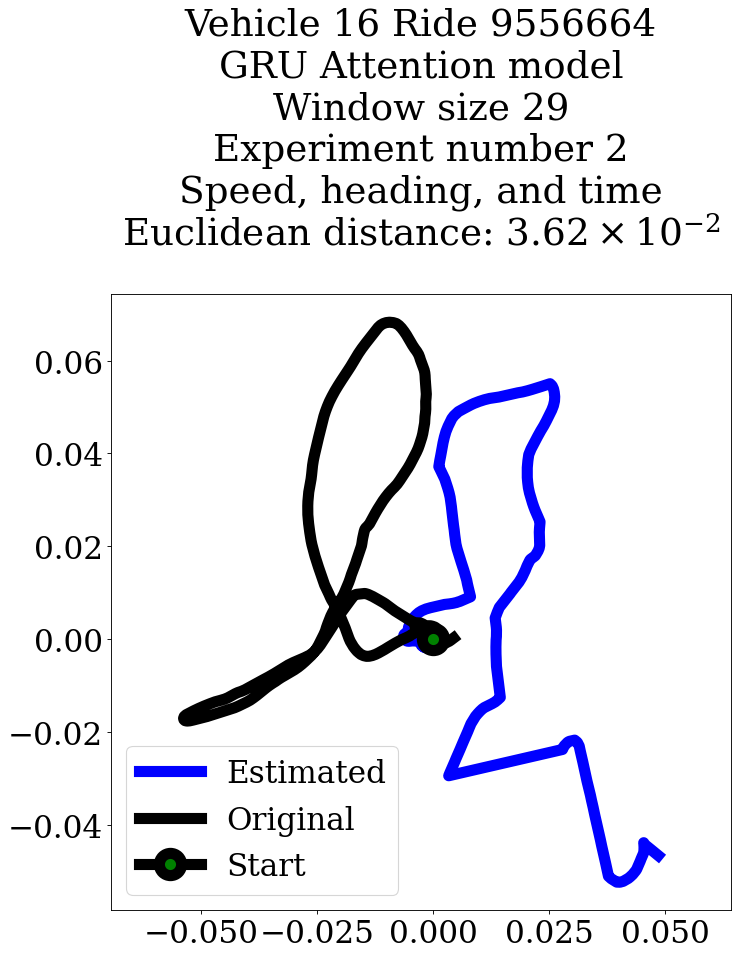 Vehicle 16 Ride 9556664
GRU Attention model
Window size 29
Experiment number 2
Speed, heading, and time
Euclidean distance: 3.62 × 10⁻²
0.06
0.04
0.02
0.00
−0.02
−0.04
Estimated
Original
Start
−0.050 −0.025 0.000 0.025 0.050